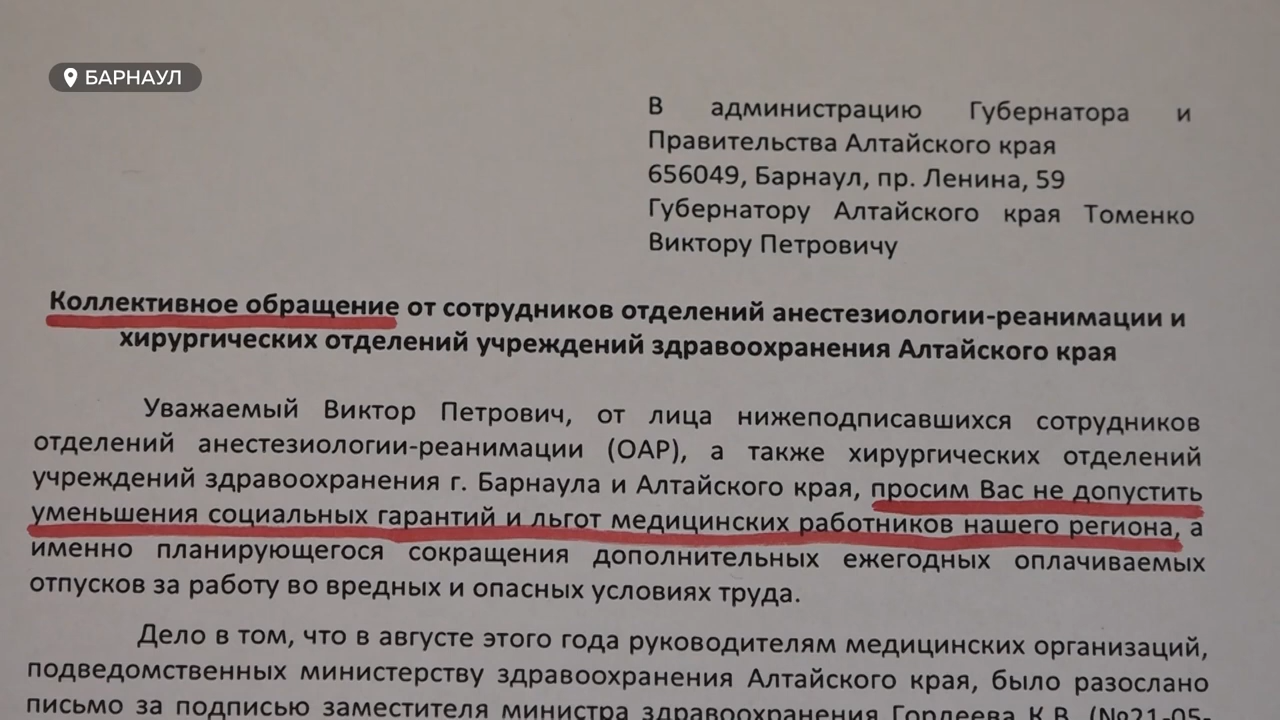 БАРНАУЛ
В администрацию Губернатора и
Правительства Алтайского края
656049, Барнаул, пр. Ленина, 59
Губернатору Алтайского края Томенко
Виктору Петровичу
Коллективное обращение от сотрудников отделений анестезиологии-реанимации и
хирургических отделений учреждений здравоохранения Алтайского края
Уважаемый Виктор Петрович, от лица нижеподписавшихся сотрудников
отделений анестезиологии-реанимации (ОАР), а также хирургических отделений
учреждений здравоохранения г. Барнаула и Алтайского края, просим Вас не допустить
уменьшения социальных гарантий и льгот медицинских работников нашего региона, а
именно планирующегося сокращения дополнительных ежегодных оплачиваемых
отпусков за работу во вредных и опасных условиях труда.
Дело в том, что в августе этого года руководителям медицинских организаций,
подведомственных министерству здравоохранения Алтайского края, было разослано
письмо за подписью заместителя министра здравоохранения Гордеева К.В. (№21-05-